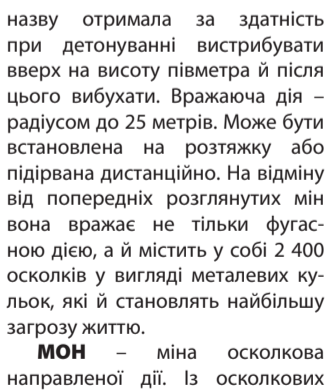 назву отримала за здатність
при детонуванні вистрибувати
вверх на висоту півметра й після
цього вибухати. Вражаюча дія –
радіусом до 25 метрів. Може бути
встановлена на розтяжку або
підірвана дистанційно. На відміну
від попередніх розглянутих мін
вона вражає не тільки фугас-
ною дією, а й містить у собі 2 400
осколків у вигляді металевих ку-
льок, які й становлять найбільшу
загрозу життю.
МОН – міна осколкова
направленої дії. Із осколкових